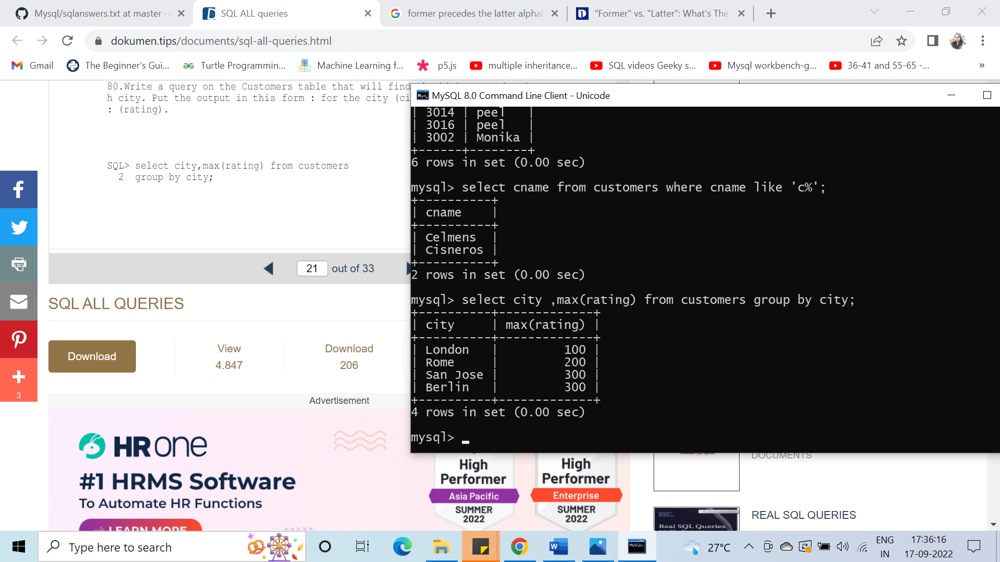 Mysql/sqlanswers.txt at master ·
SQL ALL queries
former precedes the latter alphab
"Former" vs. "Latter": What's The
dokumen.tips/documents/sql-all-queries.html
Gmail
The Beginner's Gui...
Turtle Programmin...
Machine Learning f...
p5.js
multiple inheritance...
SQL videos Geeky s...
Mysql workbench-g...
36-41 and 55-65 -...
»
80.Write a query on the Customers table that will find
h city. Put the output in this form : for the city (ci
: (rating).
SQL> select city,max(rating) from customers
2 group by city;
21 out of 33
SQL ALL QUERIES
Download
View
4.847
Download
206
3
Advertisement
HRone
#1 HRMS Software
To Automate HR Functions
LEARN MORE
High
Performer
Asia Pacific
SUMMER
2022
High
Performer
Enterprise
SUMMER
2022
MySQL 8.0 Command Line Client - Unicode
| 3014 | peel   |
| 3016 | peel   |
| 3002 | Monika |
+------+--------+
6 rows in set (0.00 sec)
mysql> select cname from customers where cname like 'c%';
+----------+
| cname    |
+----------+
| Celmens  |
| Cisneros |
+----------+
2 rows in set (0.00 sec)
mysql> select city ,max(rating) from customers group by city;
+----------+-------------+
| city     | max(rating) |
+----------+-------------+
| London   |         100 |
| Rome     |         200 |
| San Jose |         300 |
| Berlin   |         300 |
+----------+-------------+
4 rows in set (0.00 sec)
mysql> _
DOCUMENTS
REAL SQL QUERIES
Real SQL Queries
Type here to search
27°C
ENG
IN
17:36:16
17-09-2022